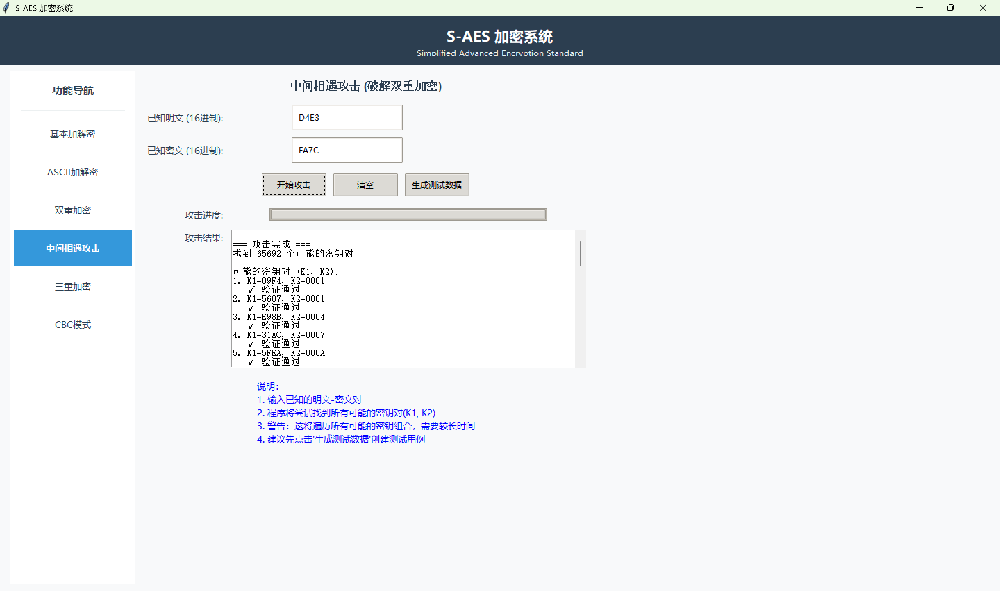 S-AES 加密系统
S-AES 加密系统
Simplified Advanced Encryption Standard
功能导航
基本加解密
ASCII加解密
双重加密
中间相遇攻击
三重加密
CBC模式
中间相遇攻击 (破解双重加密)
已知明文 (16进制):
D4E3
已知密文 (16进制):
FA7C
开始攻击
清空
生成测试数据
攻击进度:
攻击结果:
=== 攻击完成 ===
找到 65692 个可能的密钥对
可能的密钥对 (K1, K2):
1. K1=09F4, K2=0001
✓ 验证通过
2. K1=5607, K2=0001
✓ 验证通过
3. K1=E98B, K2=0004
✓ 验证通过
4. K1=31AC, K2=0007
✓ 验证通过
5. K1=5FEA, K2=000A
✓ 验证通过
说明：
1. 输入已知的明文-密文对
2. 程序将尝试找到所有可能的密钥对(K1, K2)
3. 警告：这将遍历所有可能的密钥组合，需要较长时间
4. 建议先点击'生成测试数据'创建测试用例